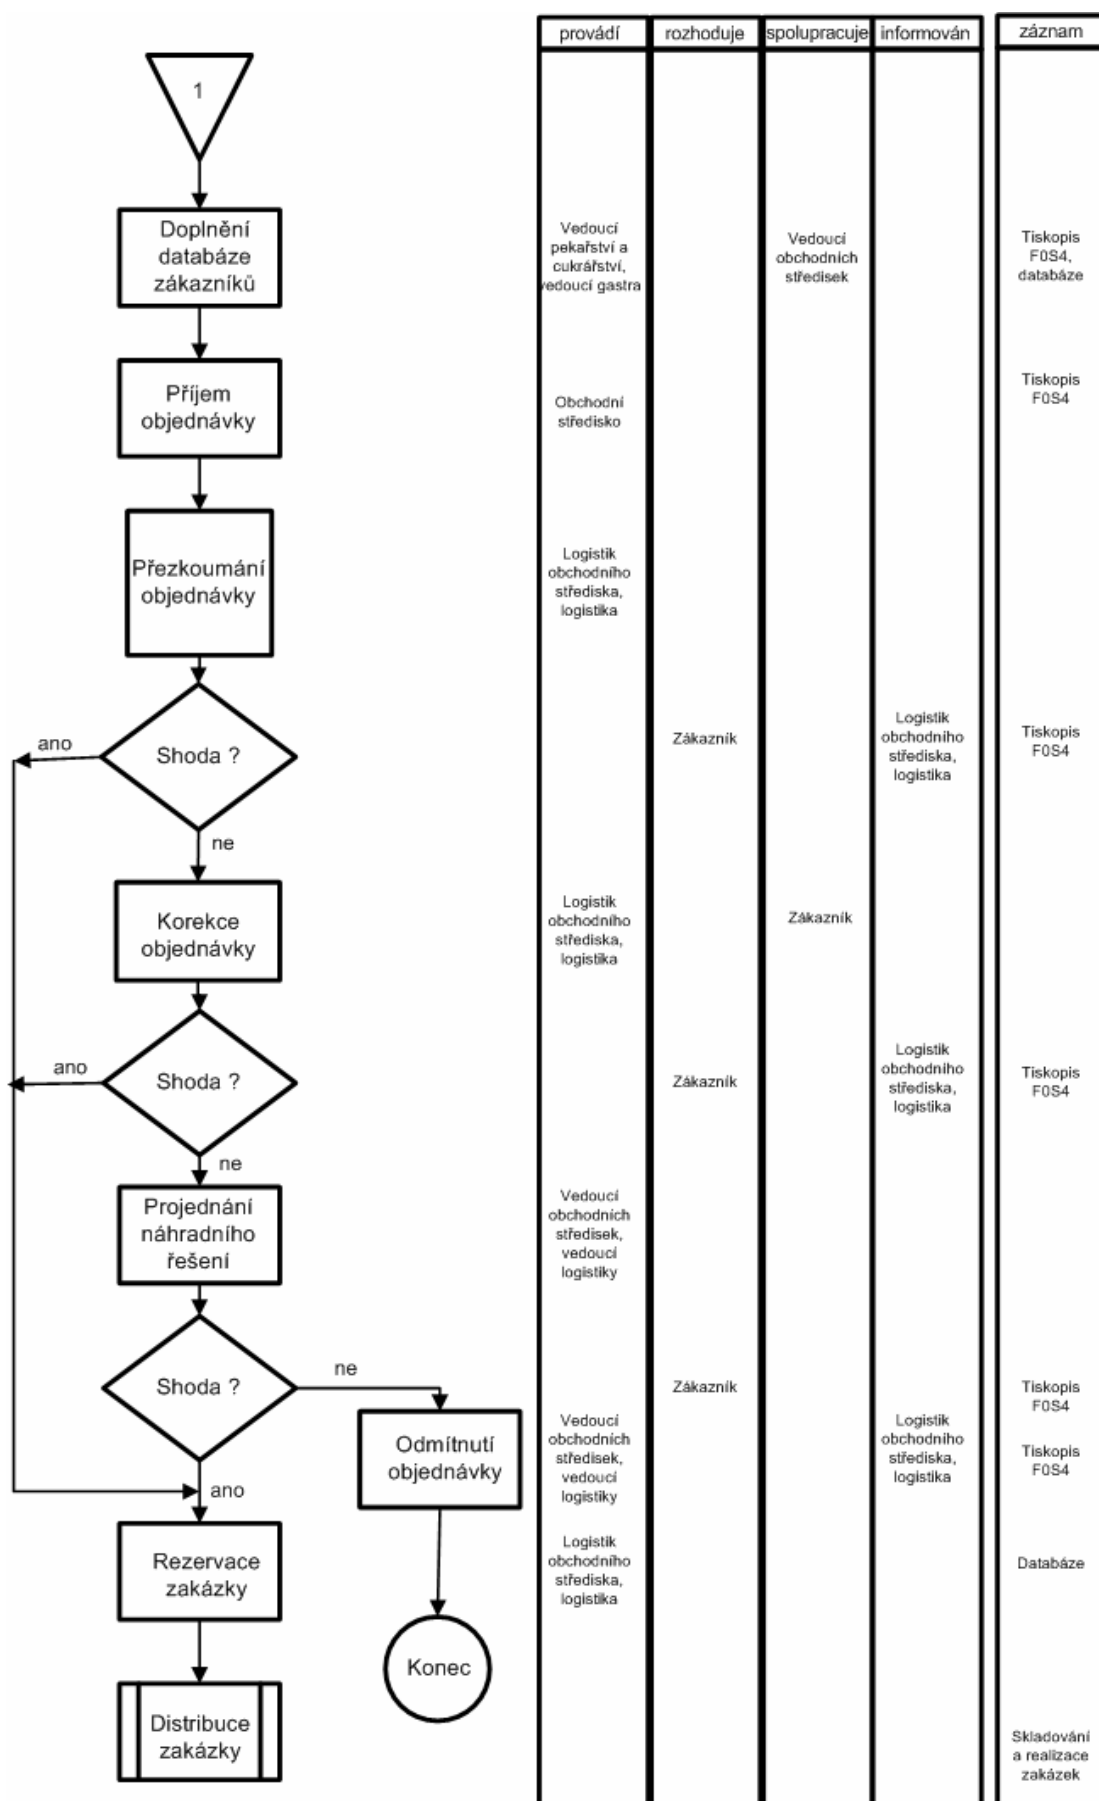 provádí rozhoduje spolupracuje informován záznam
1
Doplnění
databáze
zákazníků
Vedoucí
pekařství a
cukrářství,
vedoucí gastra
Vedoucí
obchodních
středisek
Tiskopis
F0S4,
databáze
Příjem
objednávky
Obchodní
středisko
Tiskopis
F0S4
Přezkoumání
objednávky
Logistik
obchodního
střediska,
logistika
ano
Shoda ?
ne
Zákazník
Logistik
obchodního
střediska,
logistika
Tiskopis
F0S4
Korekce
objednávky
Logistik
obchodního
střediska,
logistika
Zákazník
ano
Shoda ?
ne
Zákazník
Logistik
obchodního
střediska,
logistika
Tiskopis
F0S4
Projednání
náhradního
řešení
Vedoucí
obchodních
středisek,
vedoucí
logistiky
Shoda ?
ne
ano
Zákazník
Tiskopis
F0S4
Odmítnutí
objednávky
Vedoucí
obchodních
středisek,
vedoucí
logistiky
Logistik
obchodního
střediska,
logistika
Tiskopis
F0S4
Rezervace
zakázky
Logistik
obchodního
střediska,
logistika
Databáze
Konec
Distribuce
zakázky
Skladování
a realizace
zakázek